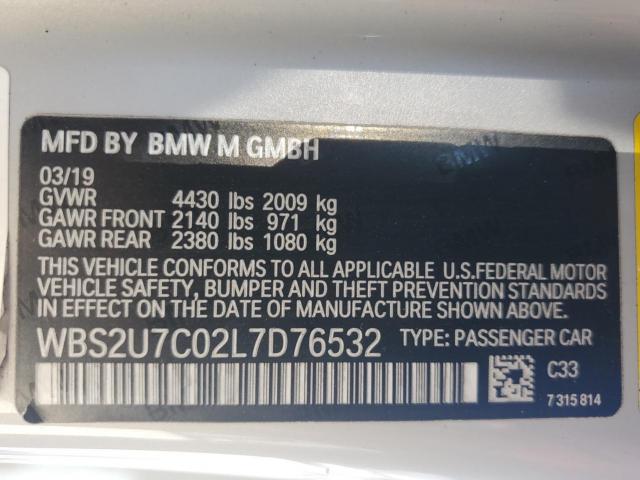 MFD BY BMW M GMBH
03/19
GVWR 4430 lbs 2009 kg
GAWR FRONT 2140 lbs 971 kg
GAWR REAR 2380 lbs 1080 kg
THIS VEHICLE CONFORMS TO ALL APPLICABLE U.S.FEDERAL MOTOR
VEHICLE SAFETY, BUMPER AND THEFT PREVENTION STANDARDS
IN EFFECT ON THE DATE OF MANUFACTURE SHOWN ABOVE.
WBS2U7C02L7D76532 TYPE: PASSENGER CAR
C33
7 315 814